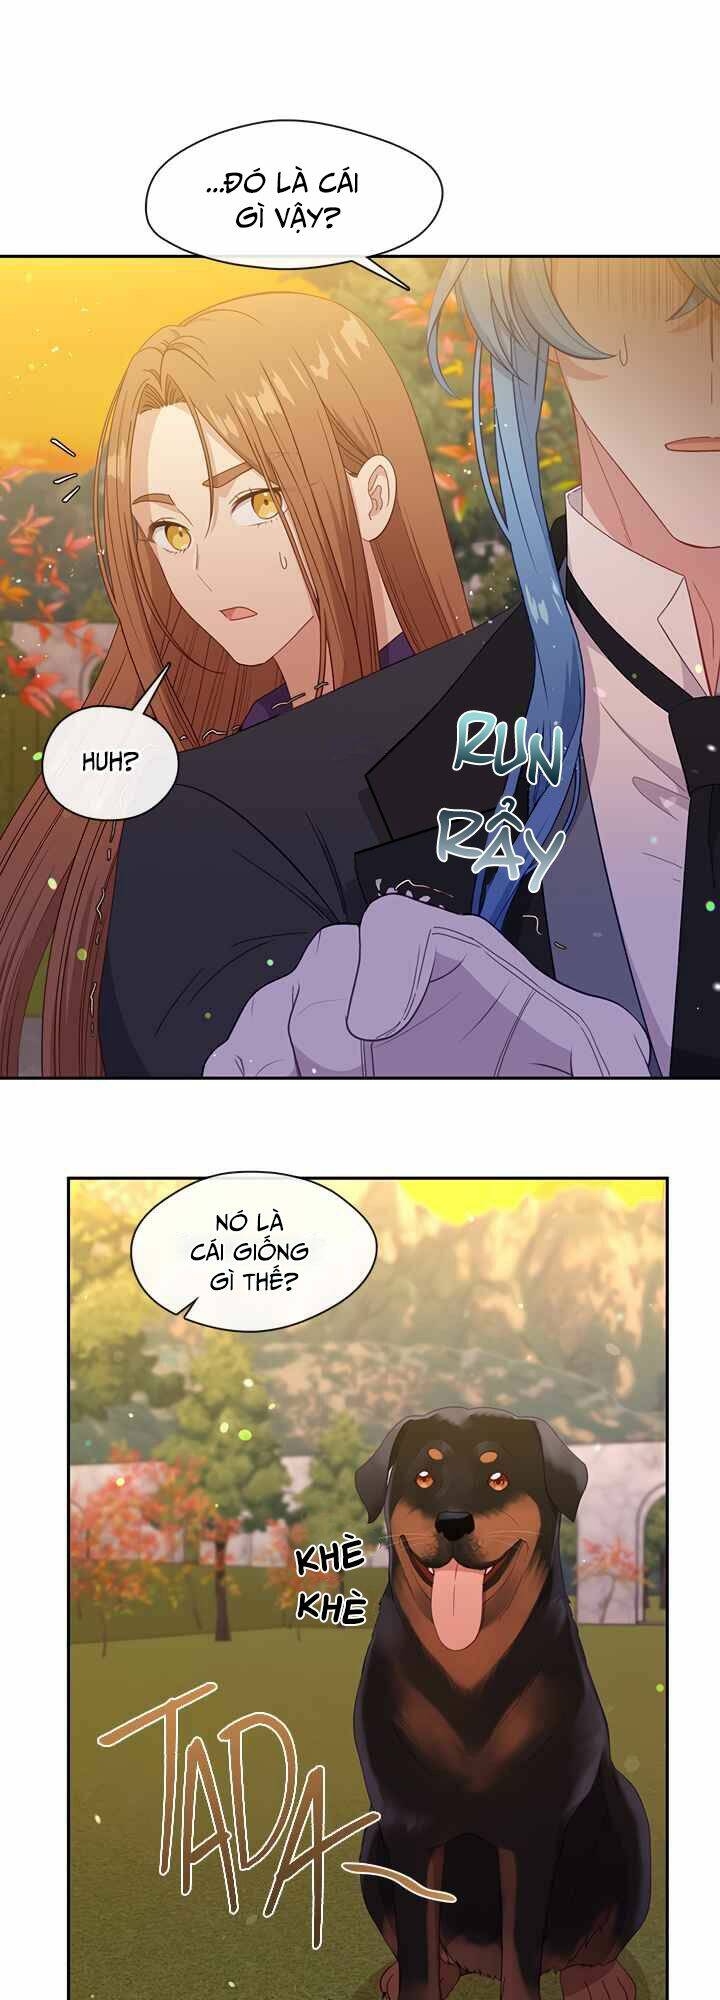 ...ĐÓ LÀ CÁI
GÌ VẬY?
HUH?
RUN
RẨY
NÓ LÀ
CÁI GIỐNG
GÌ THẾ?
KHÈ
KHÈ
TADA~